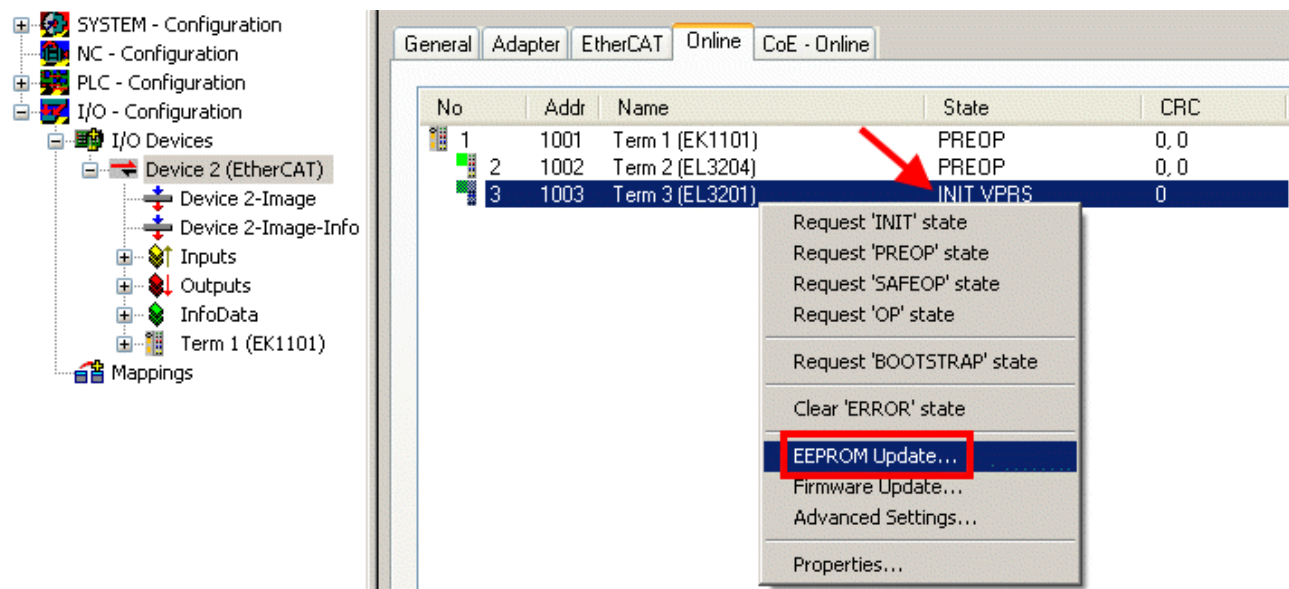 SYSTEM - Configuration
NC - Configuration
PLC - Configuration
I/O - Configuration
I/O Devices
Device 2 (EtherCAT)
Device 2-Image
Device 2-Image-Info
Inputs
Outputs
InfoData
Term 1 (EK1101)
Mappings
General Adapter EtherCAT Online CoE - Online
No Addr Name State CRC
1 1001 Term 1 (EK1101) PREOP 0, 0
2 1002 Term 2 (EL3204) PREOP 0, 0
3 1003 Term 3 (EL3201) INIT VPRS 0
Request 'INIT' state
Request 'PREOP' state
Request 'SAFEOP' state
Request 'OP' state
Request 'BOOTSTRAP' state
Clear 'ERROR' state
EEPROM Update...
Firmware Update...
Advanced Settings...
Properties...